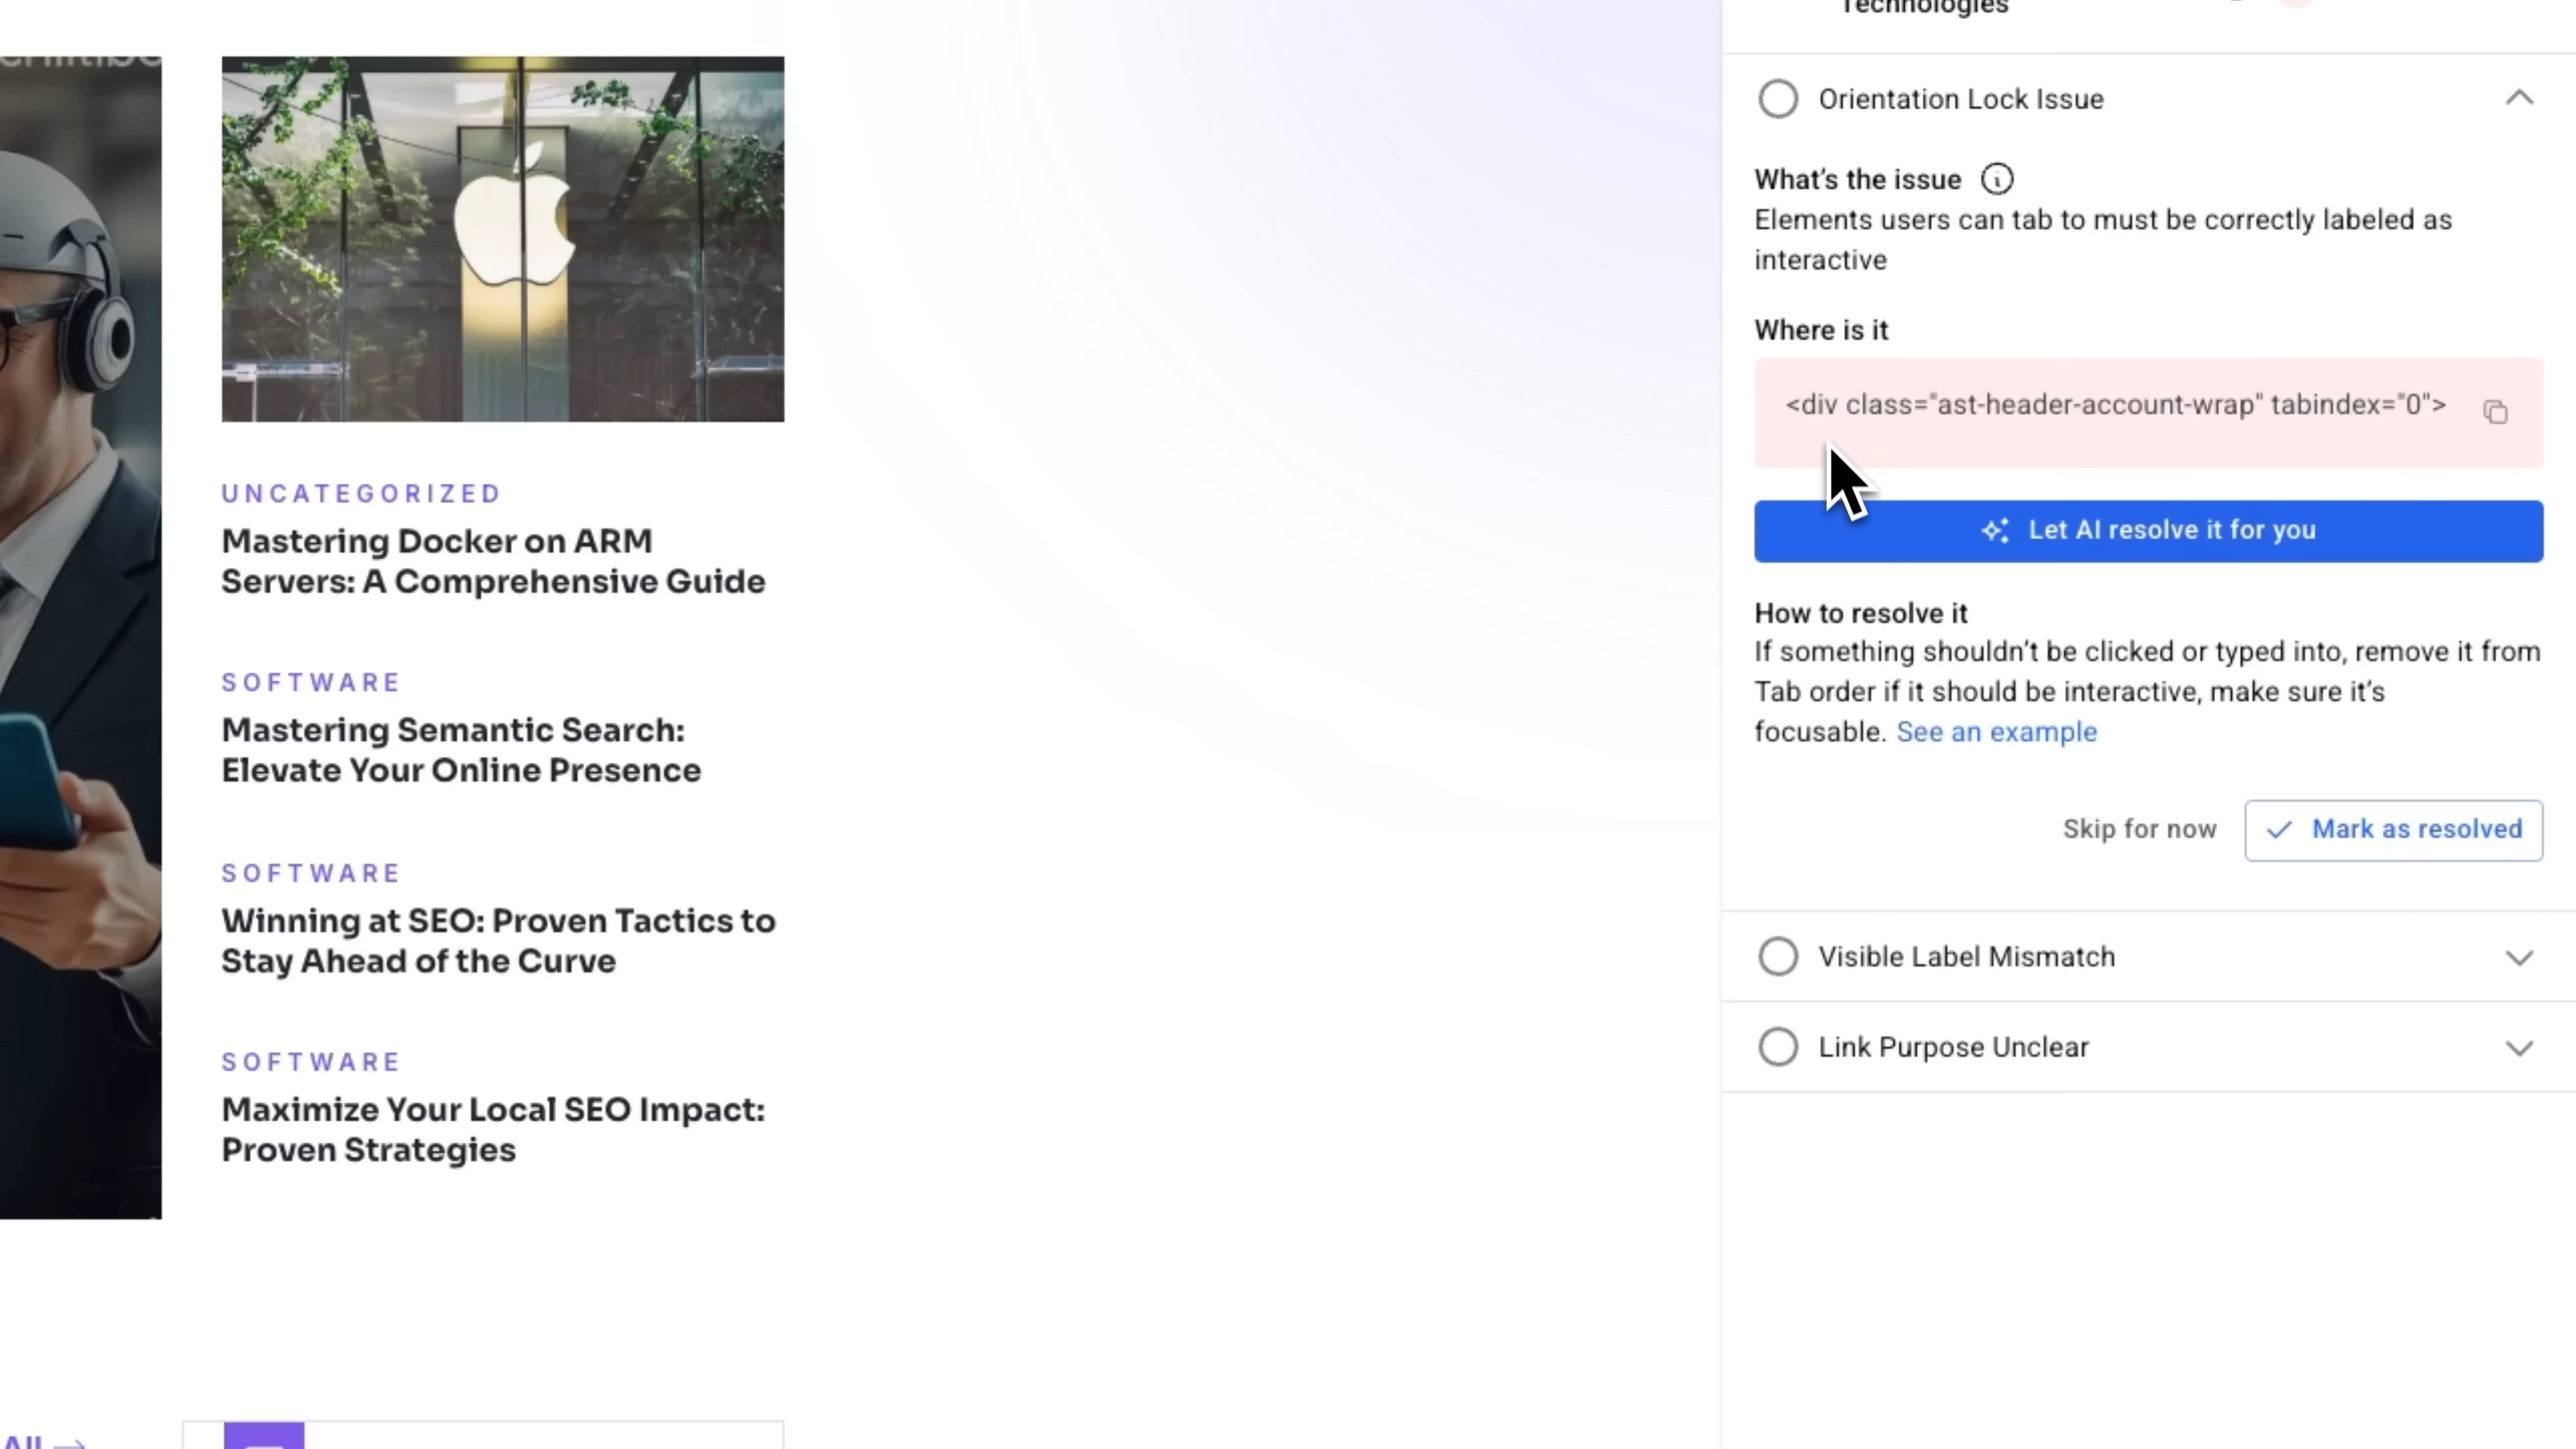 UNCATEGORIZED
Mastering Docker on ARM
Servers: A Comprehensive Guide
SOFTWARE
Mastering Semantic Search:
Elevate Your Online Presence
SOFTWARE
Winning at SEO: Proven Tactics to
Stay Ahead of the Curve
SOFTWARE
Maximize Your Local SEO Impact:
Proven Strategies
All →
Technologies
Orientation Lock Issue
What’s the issue
Elements users can tab to must be correctly labeled as
interactive
Where is it
<div class="ast-header-account-wrap" tabindex="0">
Let AI resolve it for you
How to resolve it
If something shouldn’t be clicked or typed into, remove it from
Tab order if it should be interactive, make sure it’s
focusable. See an example
Skip for now
Mark as resolved
Visible Label Mismatch
Link Purpose Unclear